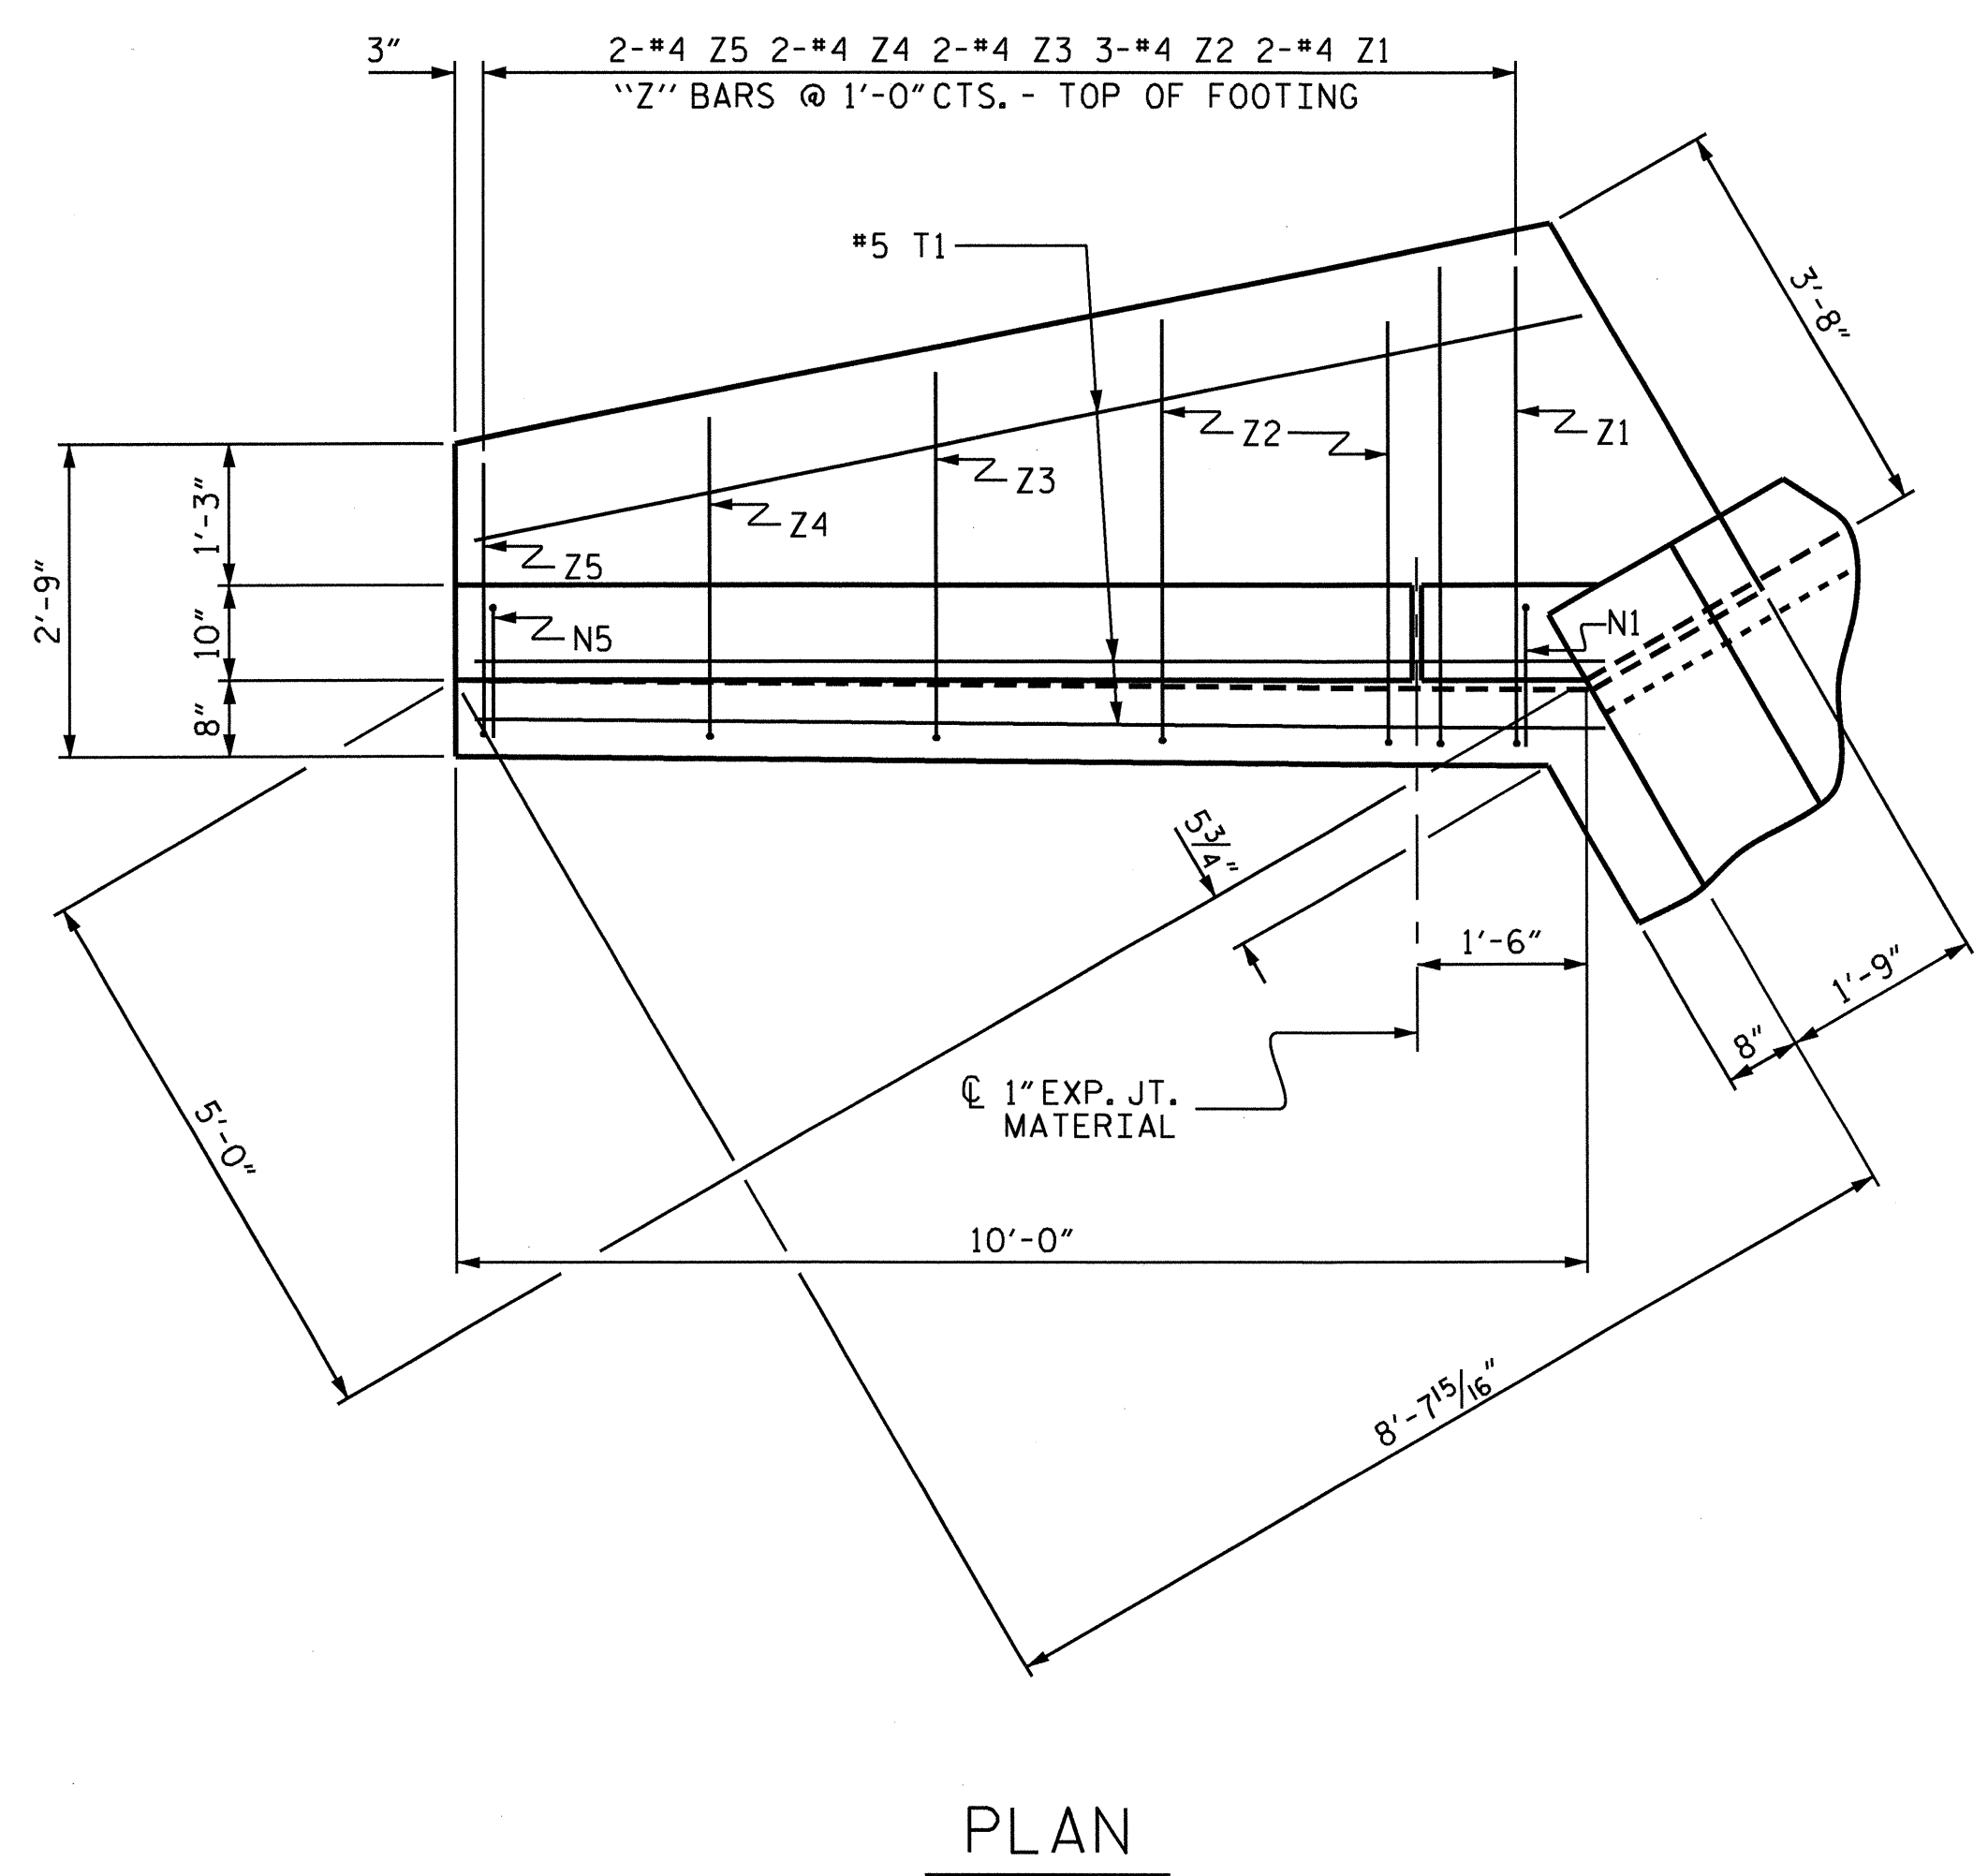 3" 2-#4 Z5 2-#4 Z4 2-#4 Z3 3-#4 Z2 2-#4 Z1
"Z" BARS @ 1'-0" CTS. - TOP OF FOOTING
#5 T1
3'-8"
Z2
Z1
Z3
Z4
Z5
1'-3"
2'-9"
10"
N5
N1
8"
5 3/4"
1'-6"
1'-9"
8"
℄ 1" EXP. JT.
MATERIAL
5'-0"
10'-0"
8'-7 15/16"
PLAN